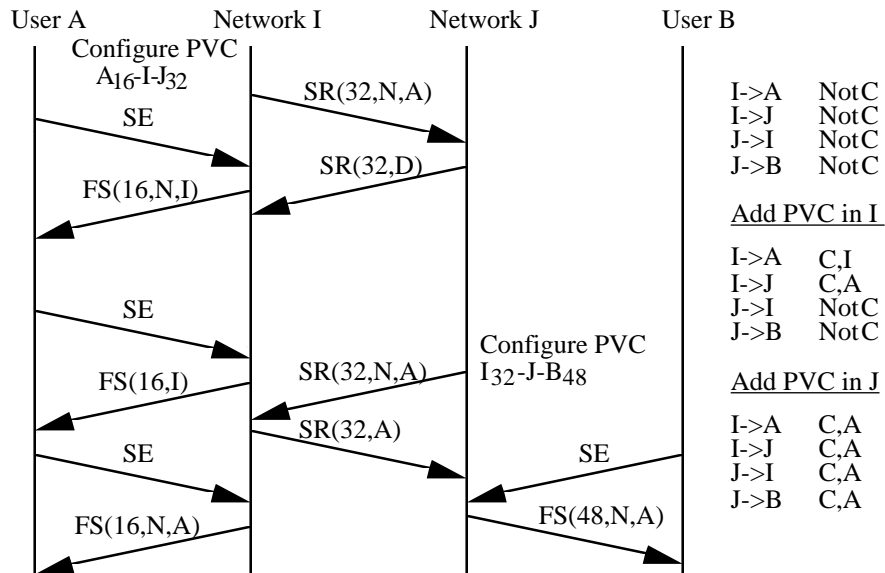 User A Network I Network J User B
Configure PVC
A16-I-J32
SR(32,N,A)
SE
SR(32,D)
FS(16,N,I)
SE
Configure PVC
I32-J-B48
SR(32,N,A)
FS(16,I)
SR(32,A)
SE
SE
FS(16,N,A)
FS(48,N,A)
I->A NotC
I->J NotC
J->I NotC
J->B NotC
Add PVC in I
I->A C,I
I->J C,A
J->I NotC
J->B NotC
Add PVC in J
I->A C,A
I->J C,A
J->I C,A
J->B C,A